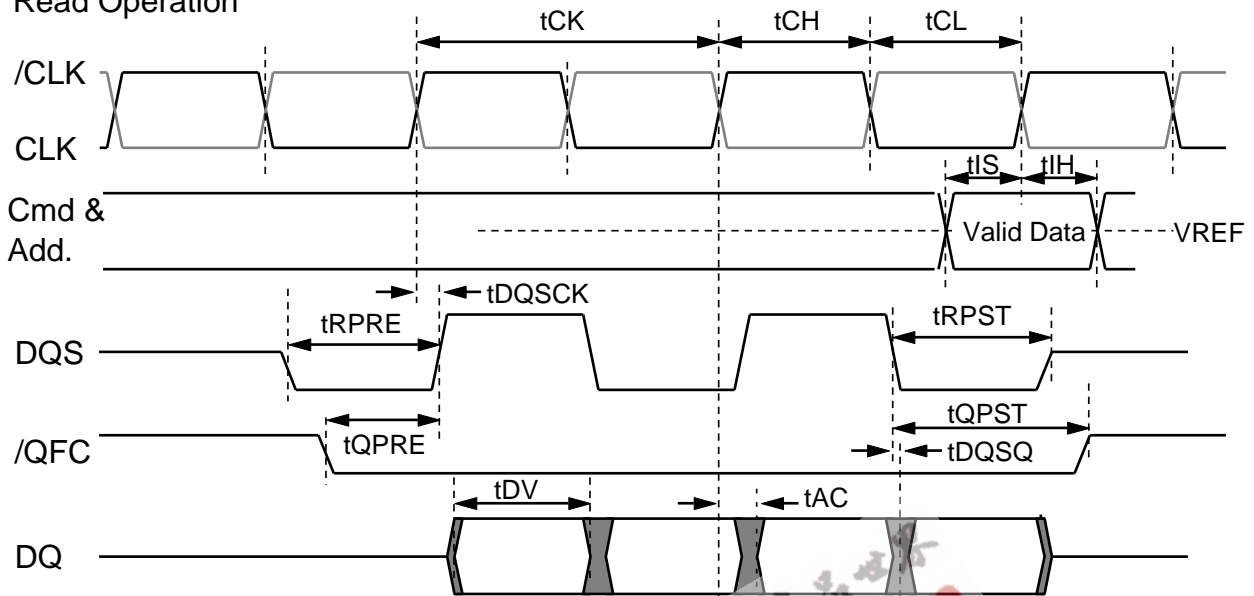 Read Operation
tCK
tCH
tCL
/CLK
CLK
tIS
tIH
Cmd &
Add.
Valid Data
VREF
tDQSCK
tRPRE
tRPST
DQS
tQPST
tQPRE
/QFC
tDQSQ
tDV
tAC
DQ